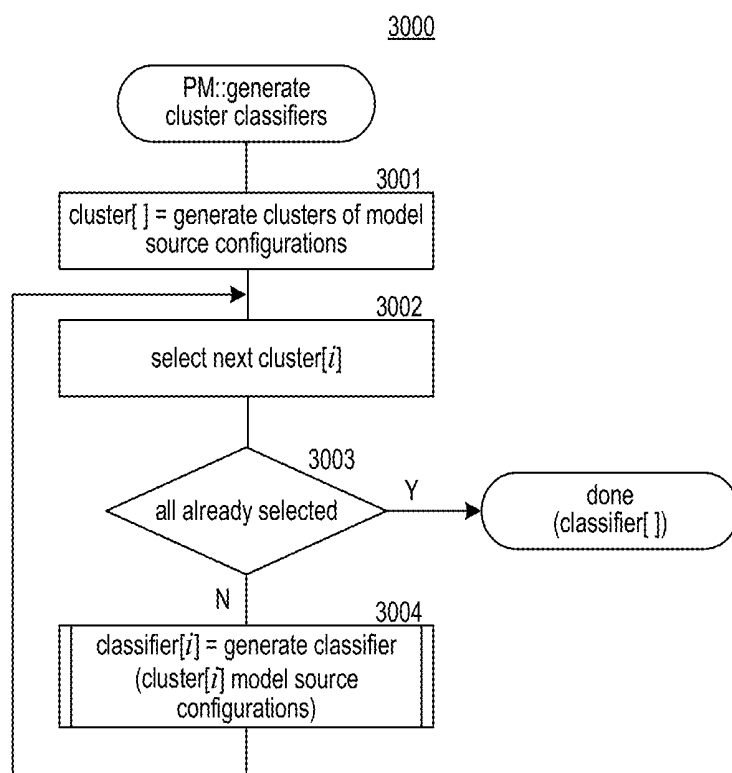 3000
PM::generate
cluster classifiers
3001
cluster[ ] = generate clusters of model
source configurations
3002
select next cluster[i]
3003
all already selected
Y
done
(classifier[ ])
N
3004
classifier[i] = generate classifier
(cluster[i] model source
configurations)